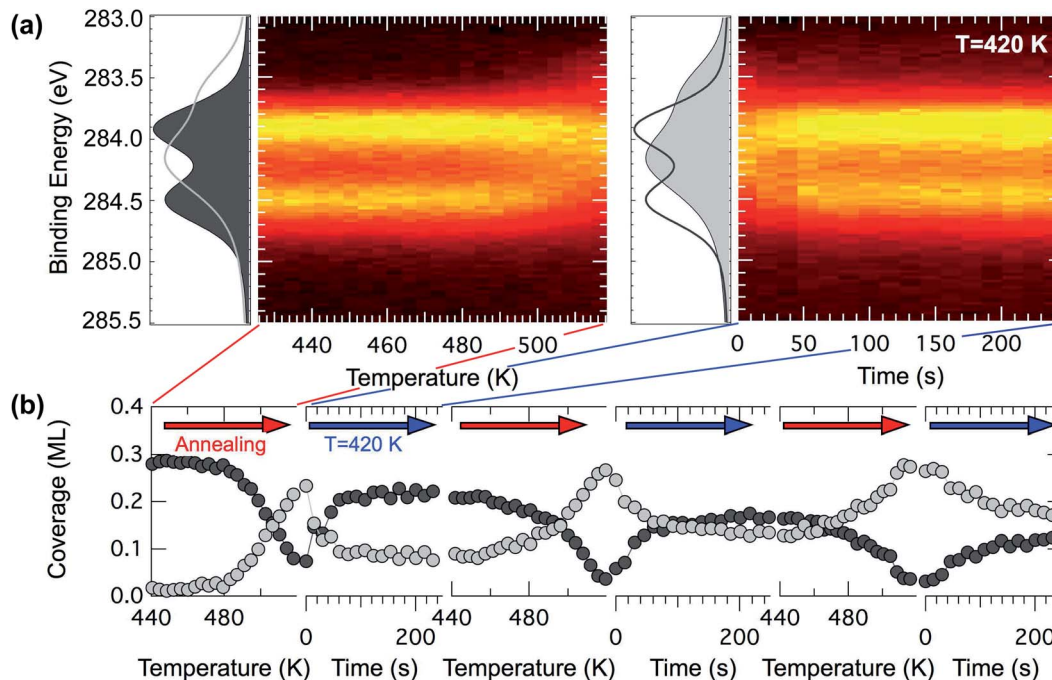 (a)
T=420 K
283.0
283.5
284.0
284.5
285.0
285.5
Binding Energy (eV)
440 460 480 500
Temperature (K)
0 50 100 150 200
Time (s)
(b)
Annealing
T=420 K
0.4
0.3
0.2
0.1
0.0
Coverage (ML)
440 480 0 200 440 480 0 200 440 480 0 200
Temperature (K) Time (s) Temperature (K) Time (s) Temperature (K) Time (s)